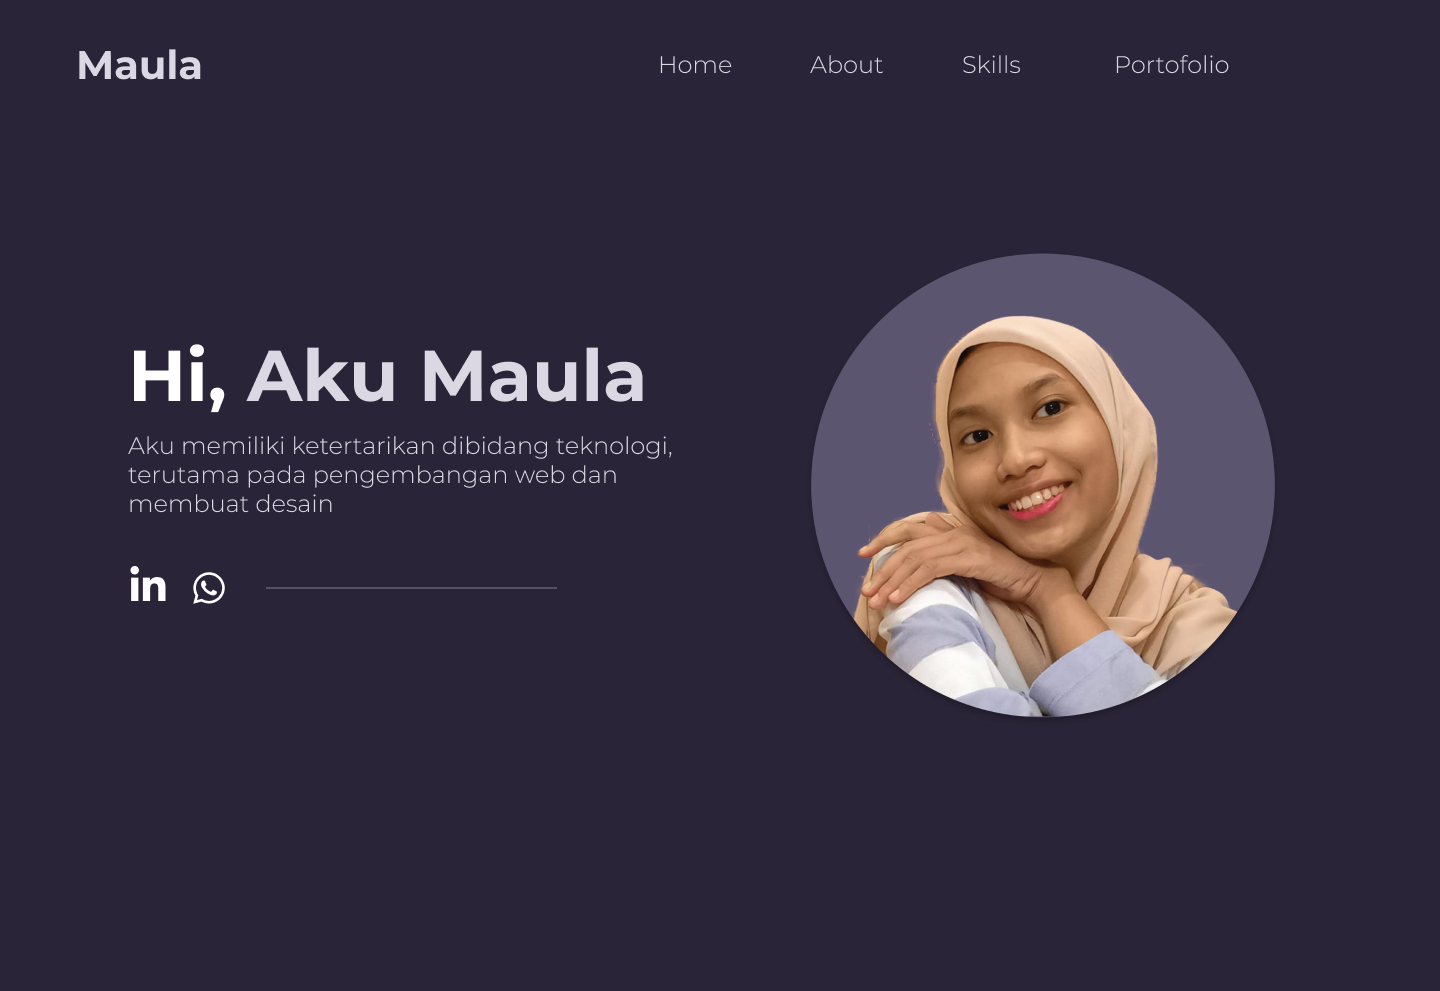 Maula
Home About Skills Portofolio
Hi, Aku Maula
Aku memiliki ketertarikan dibidang teknologi,
terutama pada pengembangan web dan
membuat desain
in